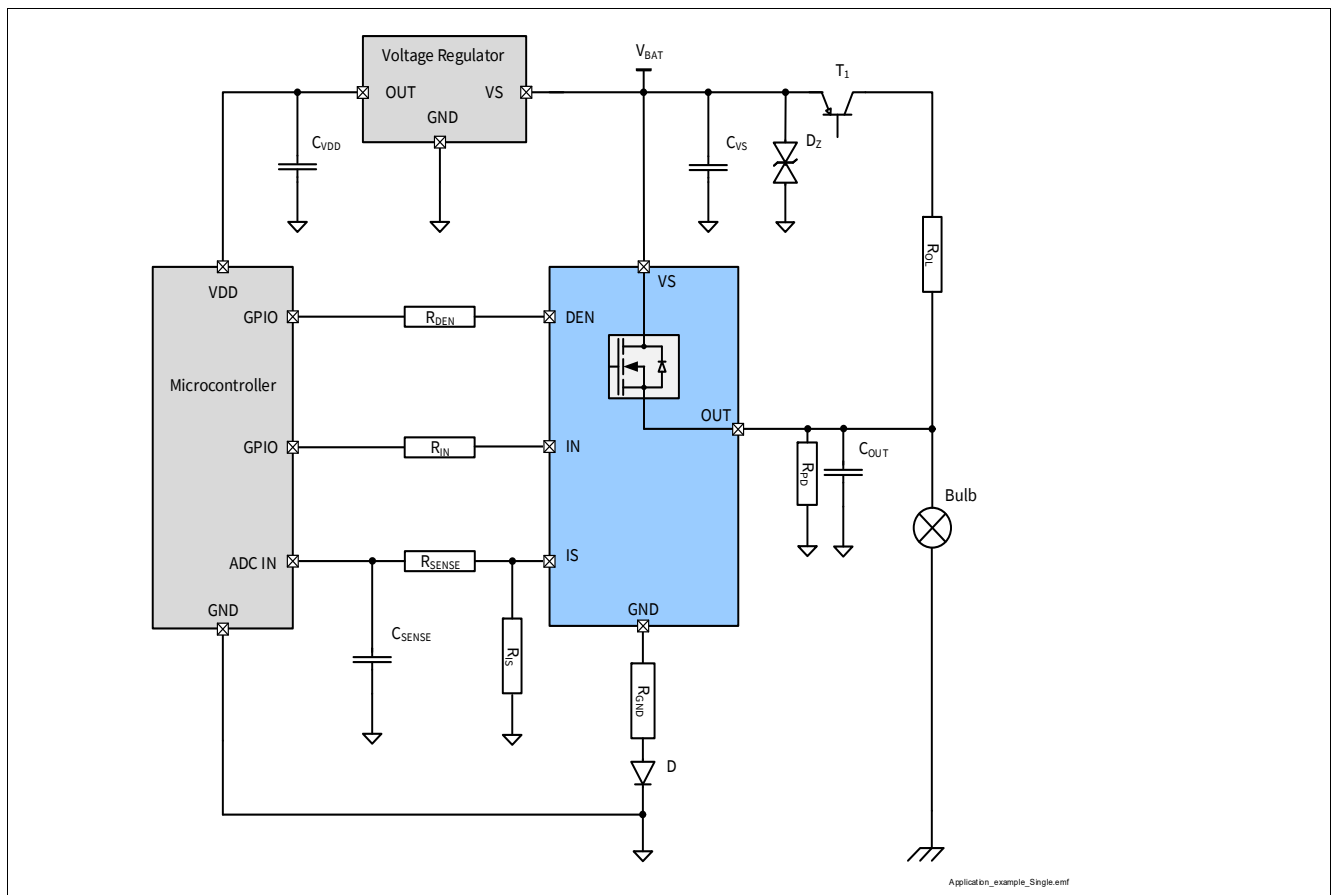 Voltage Regulator
OUT
VS
GND
V_BAT
T_1
C_VDD
C_VS
D_Z
R_OL
VDD
GPIO
R_DEN
DEN
VS
Microcontroller
OUT
GPIO
R_IN
IN
R_PD
C_OUT
Bulb
ADC IN
R_SENSE
IS
GND
GND
C_SENSE
R_IS
R_GND
D
Application_example_Single.emf